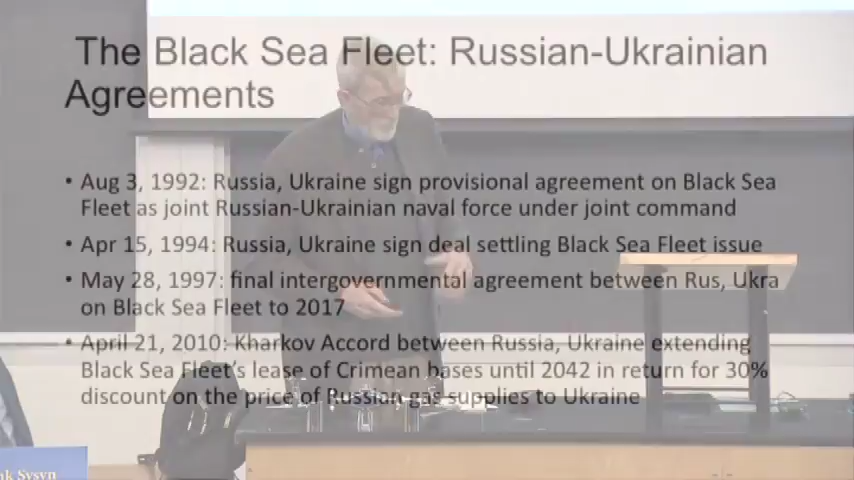 The Black Sea Fleet: Russian-Ukrainian
Agreements
• Aug 3, 1992: Russia, Ukraine sign provisional agreement on Black Sea
Fleet as joint Russian-Ukrainian naval force under joint command
• Apr 15, 1994: Russia, Ukraine sign deal settling Black Sea Fleet issue
• May 28, 1997: final intergovernmental agreement between Rus, Ukra
on Black Sea Fleet to 2017
• April 21, 2010: Kharkov Accord between Russia, Ukraine extending
Black Sea Fleet's lease of Crimean bases until 2042 in return for 30%
discount on the price of Russian gas supplies to Ukraine
Sysyn